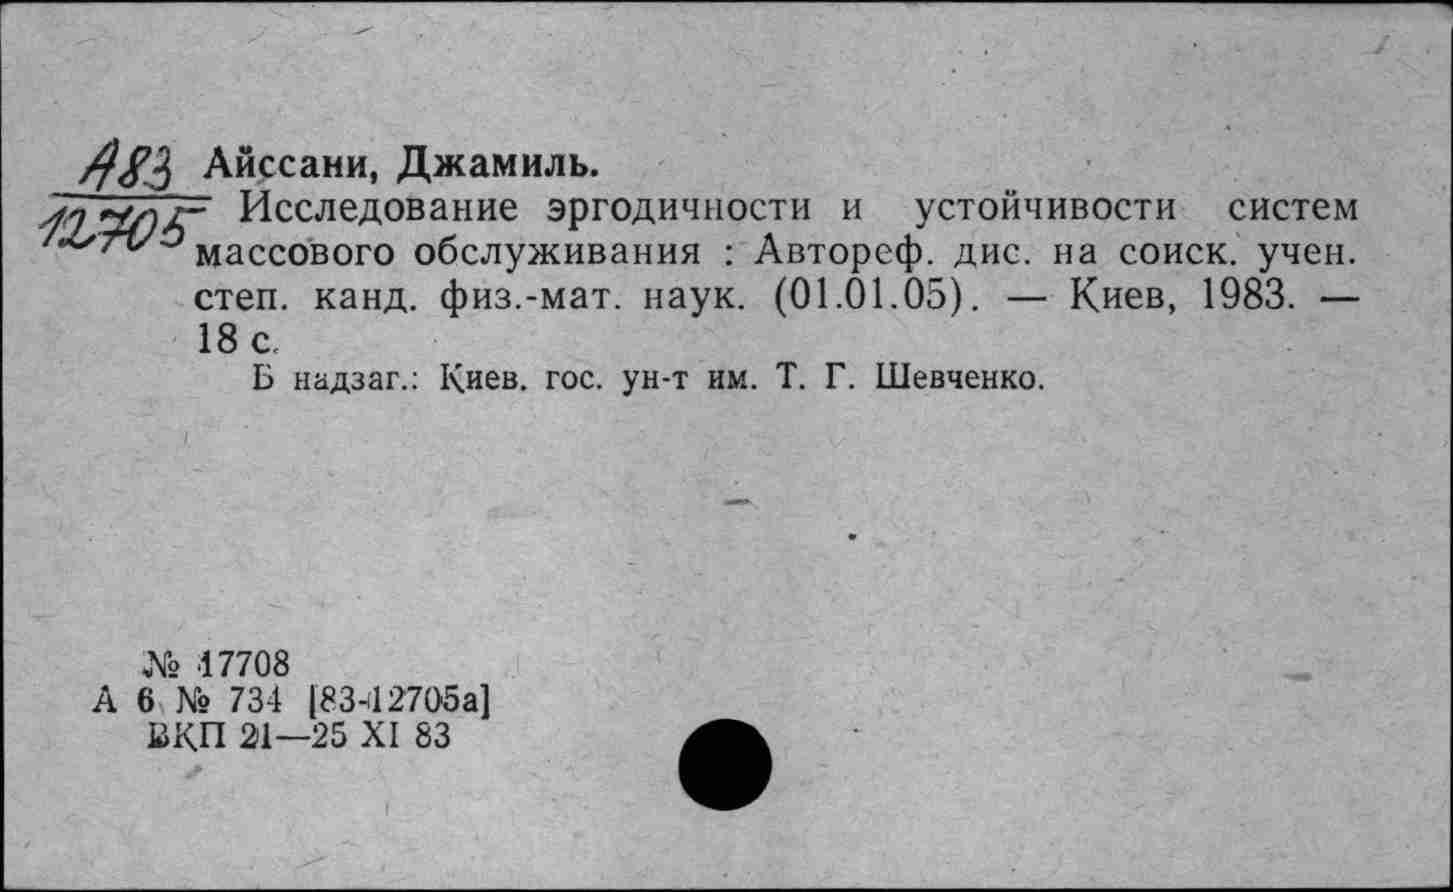 А83 Айссани, Джамиль.
12705 Исследование эргодичности и устойчивости систем
массового обслуживания : Автореф. дис. на соиск. учен.
степ. канд. физ.-мат. наук. (01.01.05). — Киев, 1983. —
18 с.
В надзаг.: Киев. гос. ун-т им. Т. Г. Шевченко.
№ 17708
А 6 № 734 [83-12705а]
ВКП 21—25 XI 83